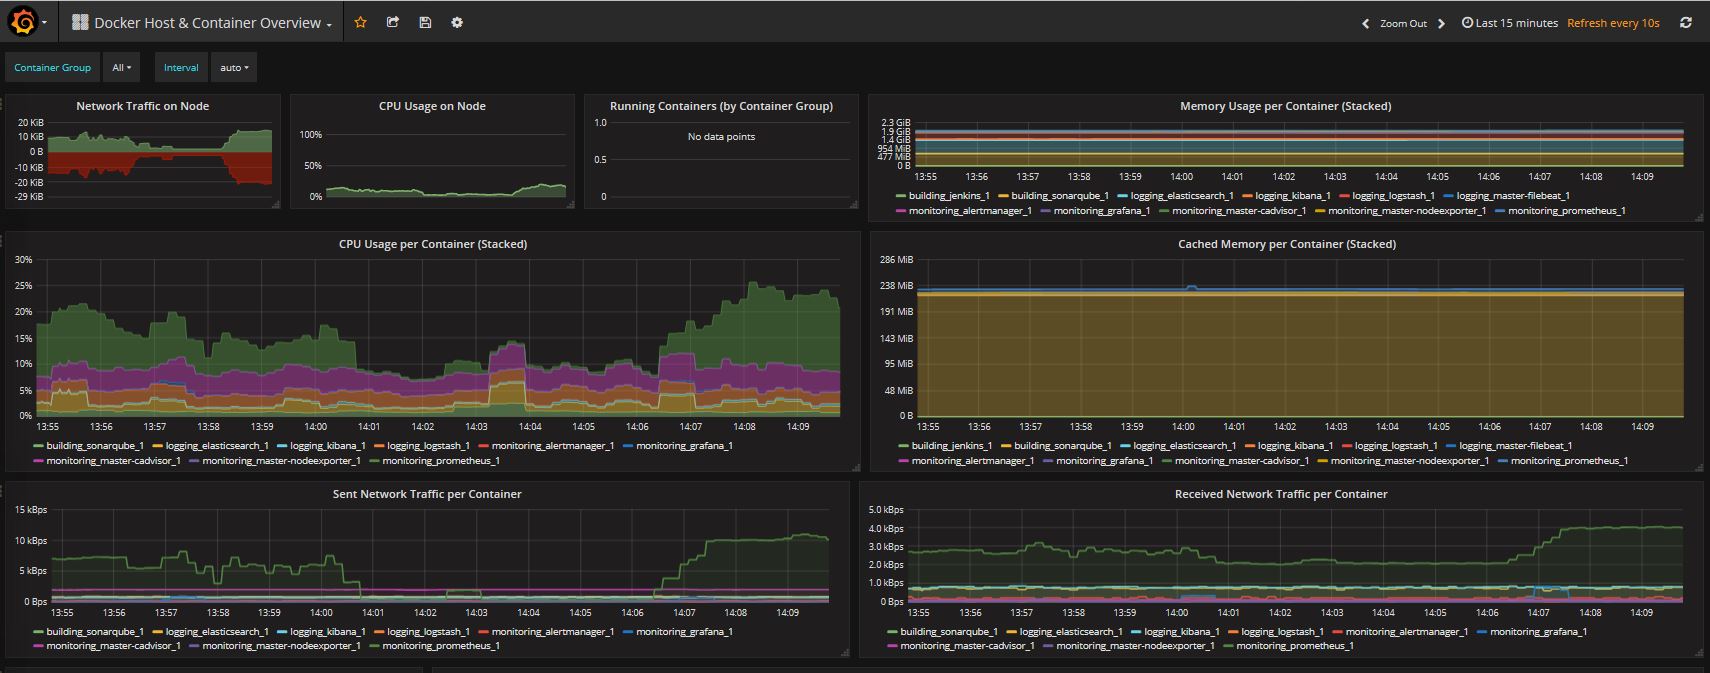 Docker Host & Container Overview
Zoom Out
Last 15 minutes
Refresh every 10s
Container Group
All
Interval
auto
Network Traffic on Node
20 KiB
10 KiB
0 B
-10 KiB
-20 KiB
-29 KiB
CPU Usage on Node
100%
50%
0%
Running Containers (by Container Group)
1.0
No data points
0.5
0
Memory Usage per Container (Stacked)
2.3 GiB
1.9 GiB
1.4 GiB
954 MiB
477 MiB
0 B
13:55 13:56 13:57 13:58 13:59 14:00 14:01 14:02 14:03 14:04 14:05 14:06 14:07 14:08 14:09
building_jenkins_1 building_sonarqube_1 logging_elasticsearch_1 logging_kibana_1 logging_logstash_1 logging_master-filebeat_1
monitoring_alertmanager_1 monitoring_grafana_1 monitoring_master-cadvisor_1 monitoring_master-nodeexporter_1 monitoring_prometheus_1
CPU Usage per Container (Stacked)
30%
25%
20%
15%
10%
5%
0%
13:55 13:56 13:57 13:58 13:59 14:00 14:01 14:02 14:03 14:04 14:05 14:06 14:07 14:08 14:09
building_sonarqube_1 logging_elasticsearch_1 logging_kibana_1 logging_logstash_1 monitoring_alertmanager_1 monitoring_grafana_1
monitoring_master-cadvisor_1 monitoring_master-nodeexporter_1 monitoring_prometheus_1
Cached Memory per Container (Stacked)
286 MiB
238 MiB
191 MiB
143 MiB
95 MiB
48 MiB
0 B
13:55 13:56 13:57 13:58 13:59 14:00 14:01 14:02 14:03 14:04 14:05 14:06 14:07 14:08 14:09
building_jenkins_1 building_sonarqube_1 logging_elasticsearch_1 logging_kibana_1 logging_logstash_1 logging_master-filebeat_1
monitoring_alertmanager_1 monitoring_grafana_1 monitoring_master-cadvisor_1 monitoring_master-nodeexporter_1 monitoring_prometheus_1
Sent Network Traffic per Container
15 kBps
10 kBps
5 kBps
0 Bps
13:55 13:56 13:57 13:58 13:59 14:00 14:01 14:02 14:03 14:04 14:05 14:06 14:07 14:08 14:09
building_sonarqube_1 logging_elasticsearch_1 logging_kibana_1 logging_logstash_1 monitoring_alertmanager_1 monitoring_grafana_1
monitoring_master-cadvisor_1 monitoring_master-nodeexporter_1 monitoring_prometheus_1
Received Network Traffic per Container
5.0 kBps
4.0 kBps
3.0 kBps
2.0 kBps
1.0 kBps
0 Bps
13:55 13:56 13:57 13:58 13:59 14:00 14:01 14:02 14:03 14:04 14:05 14:06 14:07 14:08 14:09
building_sonarqube_1 logging_elasticsearch_1 logging_kibana_1 logging_logstash_1 monitoring_alertmanager_1 monitoring_grafana_1
monitoring_master-cadvisor_1 monitoring_master-nodeexporter_1 monitoring_prometheus_1